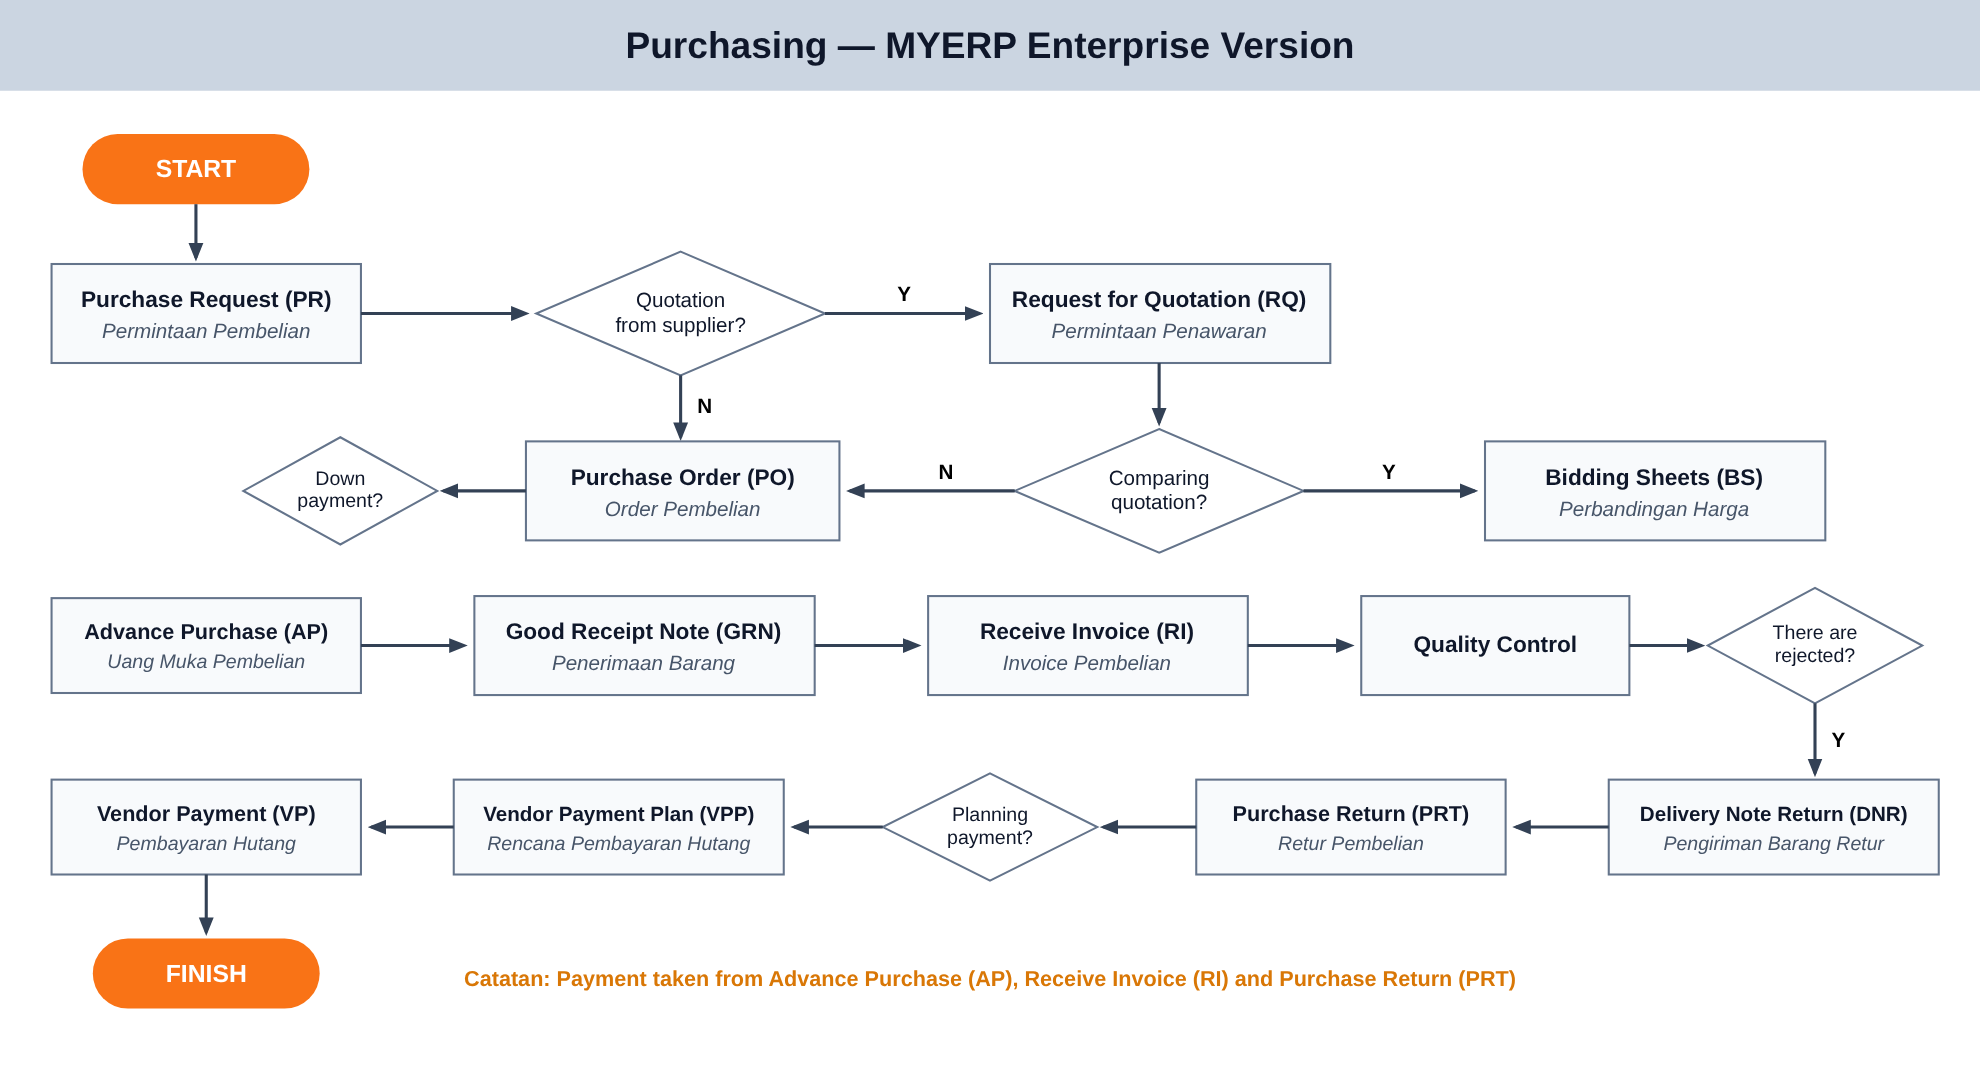 Purchasing — MYERP Enterprise Version
START
Purchase Request (PR)
Permintaan Pembelian
Quotation
from supplier?
Y
Request for Quotation (RQ)
Permintaan Penawaran
N
Down
payment?
Purchase Order (PO)
Order Pembelian
N
Comparing
quotation?
Y
Bidding Sheets (BS)
Perbandingan Harga
Advance Purchase (AP)
Uang Muka Pembelian
Good Receipt Note (GRN)
Penerimaan Barang
Receive Invoice (RI)
Invoice Pembelian
Quality Control
There are
rejected?
Y
Vendor Payment (VP)
Pembayaran Hutang
Vendor Payment Plan (VPP)
Rencana Pembayaran Hutang
Planning
payment?
Purchase Return (PRT)
Retur Pembelian
Delivery Note Return (DNR)
Pengiriman Barang Retur
FINISH
Catatan: Payment taken from Advance Purchase (AP), Receive Invoice (RI) and Purchase Return (PRT)